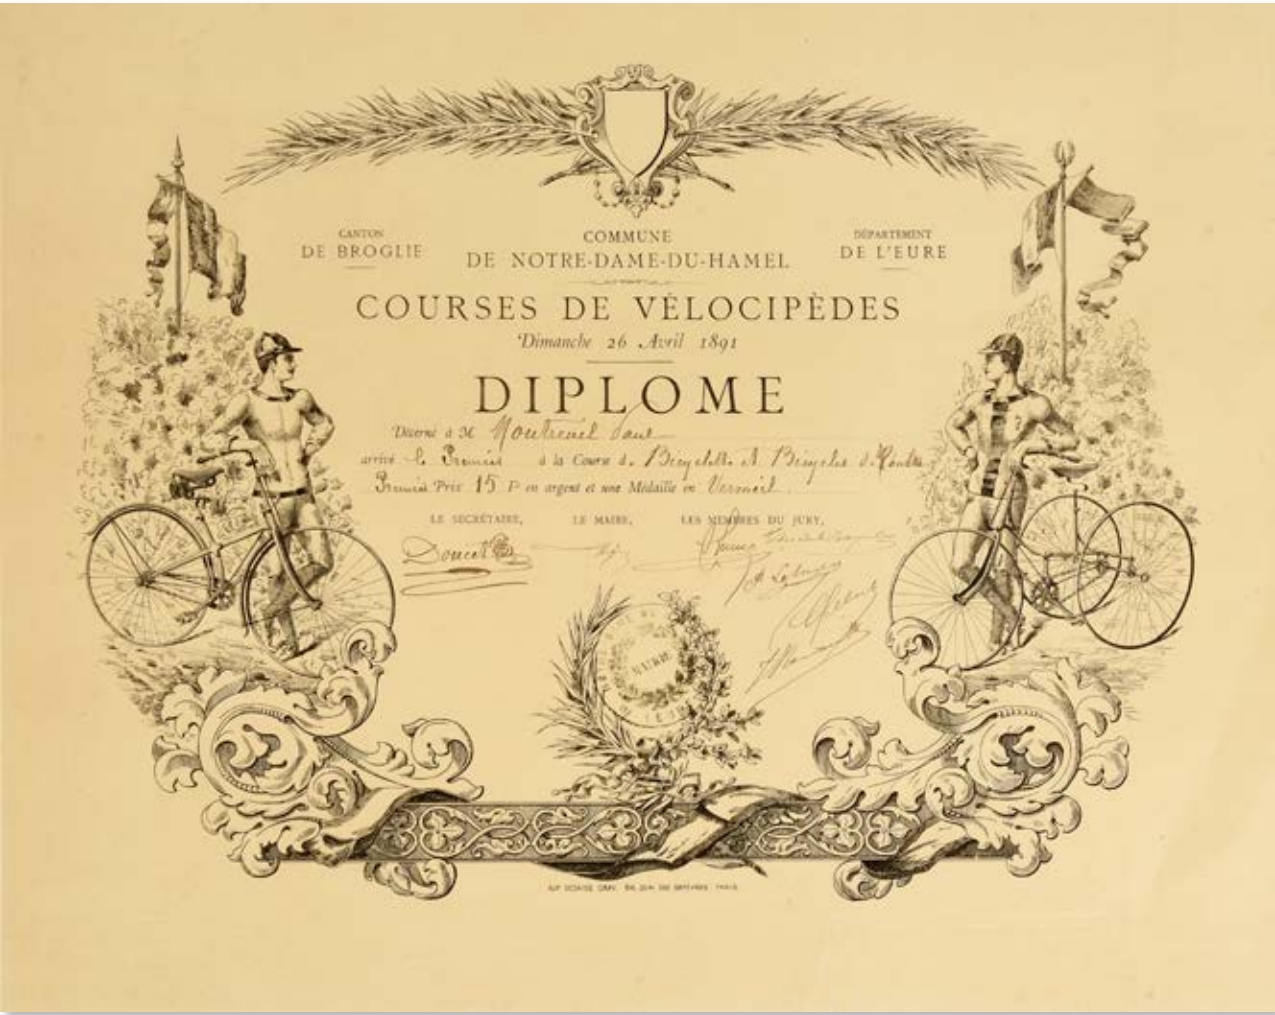 CANTON
DE BROGLIE
COMMUNE
DE NOTRE-DAME-DU-HAMEL
DÉPARTEMENT
DE L'EURE
COURSES DE VÉLOCIPÈDES
Dimanche 26 Avril 1891
DIPLOME
Décerné à M Montreuil Paul
arrivé le Premier à la Course de Bicyclettes et Bicycles de
Premier Prix 15 F en argent et une Médaille en Vermeil
LE SECRÉTAIRE, LE MAIRE, LES MEMBRES DU JURY,
Doucet
MAIRIE